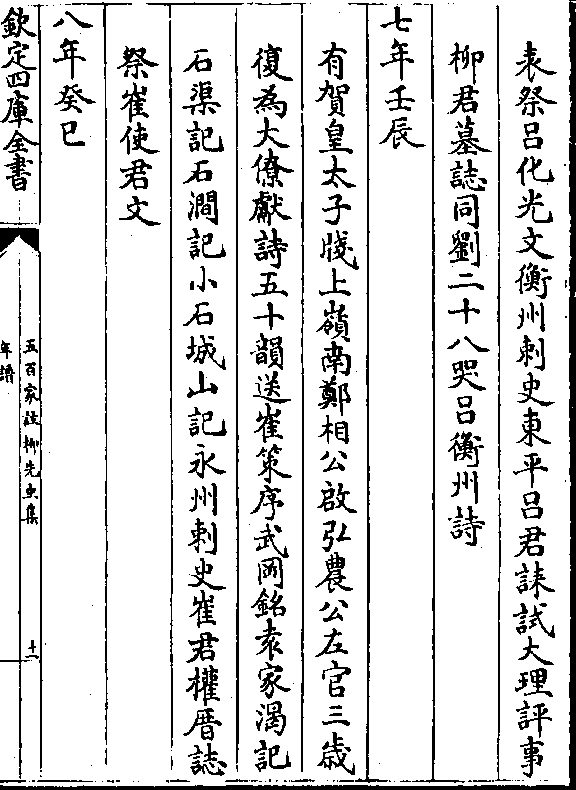 表祭呂化光文衡州刺史東平呂君誄試大理評事
柳君墓誌同劉二十八哭呂衡州詩
七年壬辰
有賀皇太子牋上嶺南鄭相公啟弘農公左官三歲
復為大僚獻詩五十韻送崔策序武岡銘袁家渴記
石渠記石澗記小石城山記永州刺史崔君權厝誌
祭崔使君文
八年癸巳
欽定四庫全書
五百家註柳先生集
年譜
十一